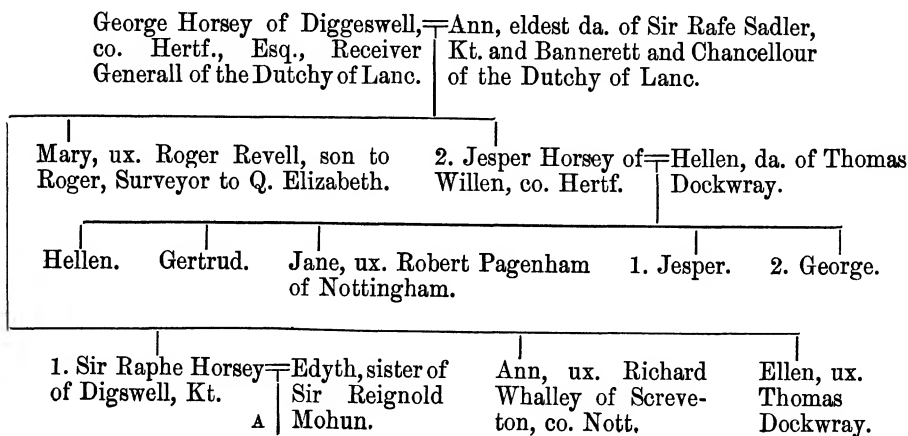 George Horsey of Diggeswell,
co. Hertf., Esq., Receiver
Generall of the Dutchy of Lanc.
Ann, eldest da. of Sir Rafe Sadler,
Kt. and Bannerett and Chancellour
of the Dutchy of Lanc.
Mary, ux. Roger Revell, son to
Roger, Surveyor to Q. Elizabeth.
2. Jesper Horsey of
Willen, co. Hertf.
Hellen, da. of Thomas
Dockwray.
Hellen.
Gertrud.
Jane, ux. Robert Pagenham
of Nottingham.
1. Jesper.
2. George.
1. Sir Raphe Horsey
of Digswell, Kt.
A
Edyth, sister of
Sir Reignold
Mohun.
Ann, ux. Richard
Whalley of Screve-
ton, co. Nott.
Ellen, ux.
Thomas
Dockwray.